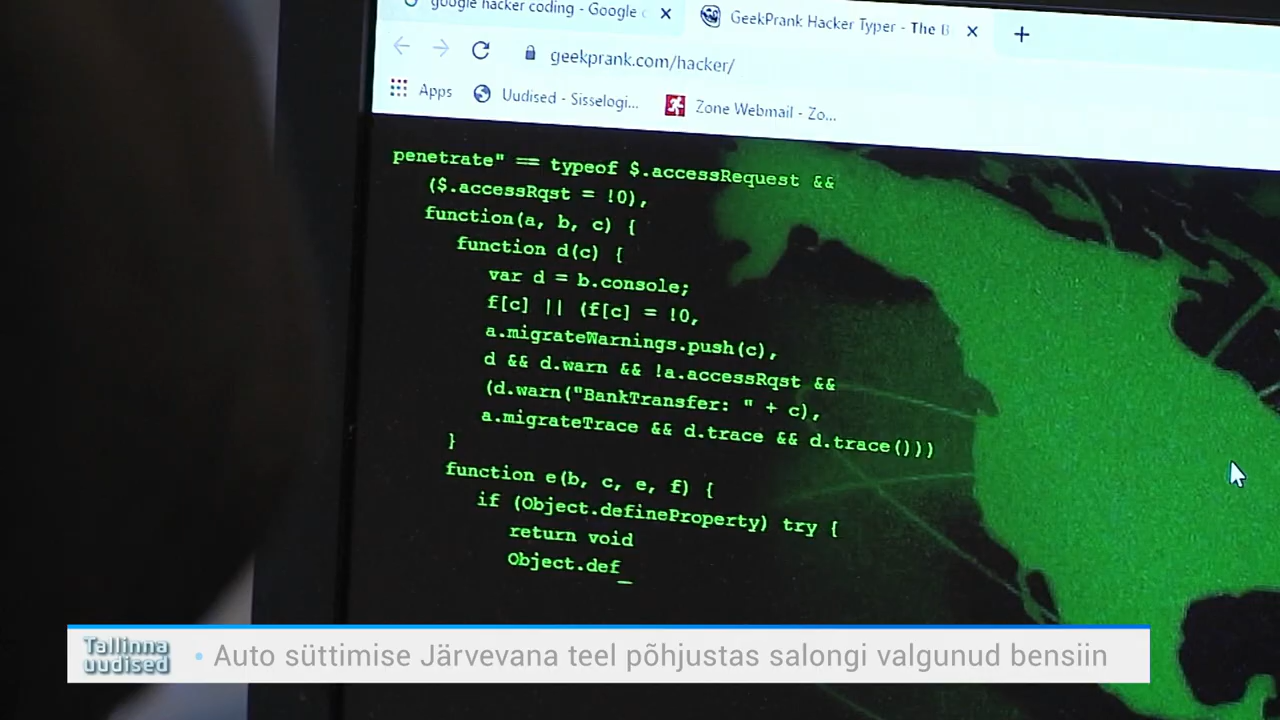 google hacker coding - Google
GeekPrank Hacker Typer - The B
geekprank.com/hacker/
Apps
Uudised - Sisselogi...
Zone Webmail - Zo...
penetrate" == typeof $.accessRequest &&
($.accessRqst = !0),
function(a, b, c) {
function d(c) {
var d = b.console;
f[c] || (f[c] = !0,
a.migrateWarnings.push(c),
d && d.warn && !a.accessRqst &&
(d.warn("BankTransfer: " + c),
a.migrateTrace && d.trace && d.trace()))
}
function e(b, c, e, f) {
if (Object.defineProperty) try {
return void
Object.def_
Tallinna
uudised
• Auto süttimise Järvevana teel põhjustas salongi valgunud bensiin